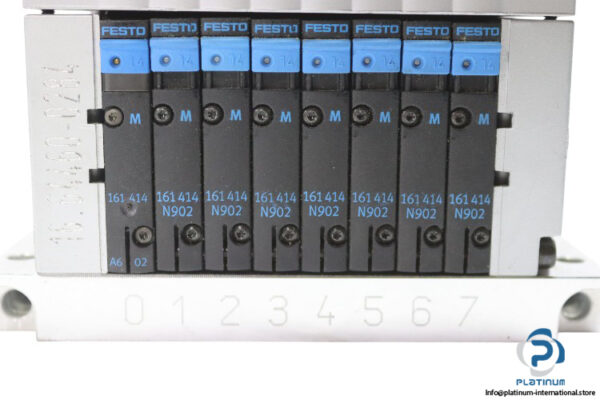 FESTO FESTO FESTO FESTO FESTO FESTO FESTO FESTO
14 14 14 14 14 14 14 14
M M M M M M M M
161 414 161 414 161 414 161 414 161 414 161 414 161 414 161 414
N902 N902 N902 N902 N902 N902 N902
A6 02
0 1 2 3 4 5 6 7
PLATINUM
Info@platinum-international.store